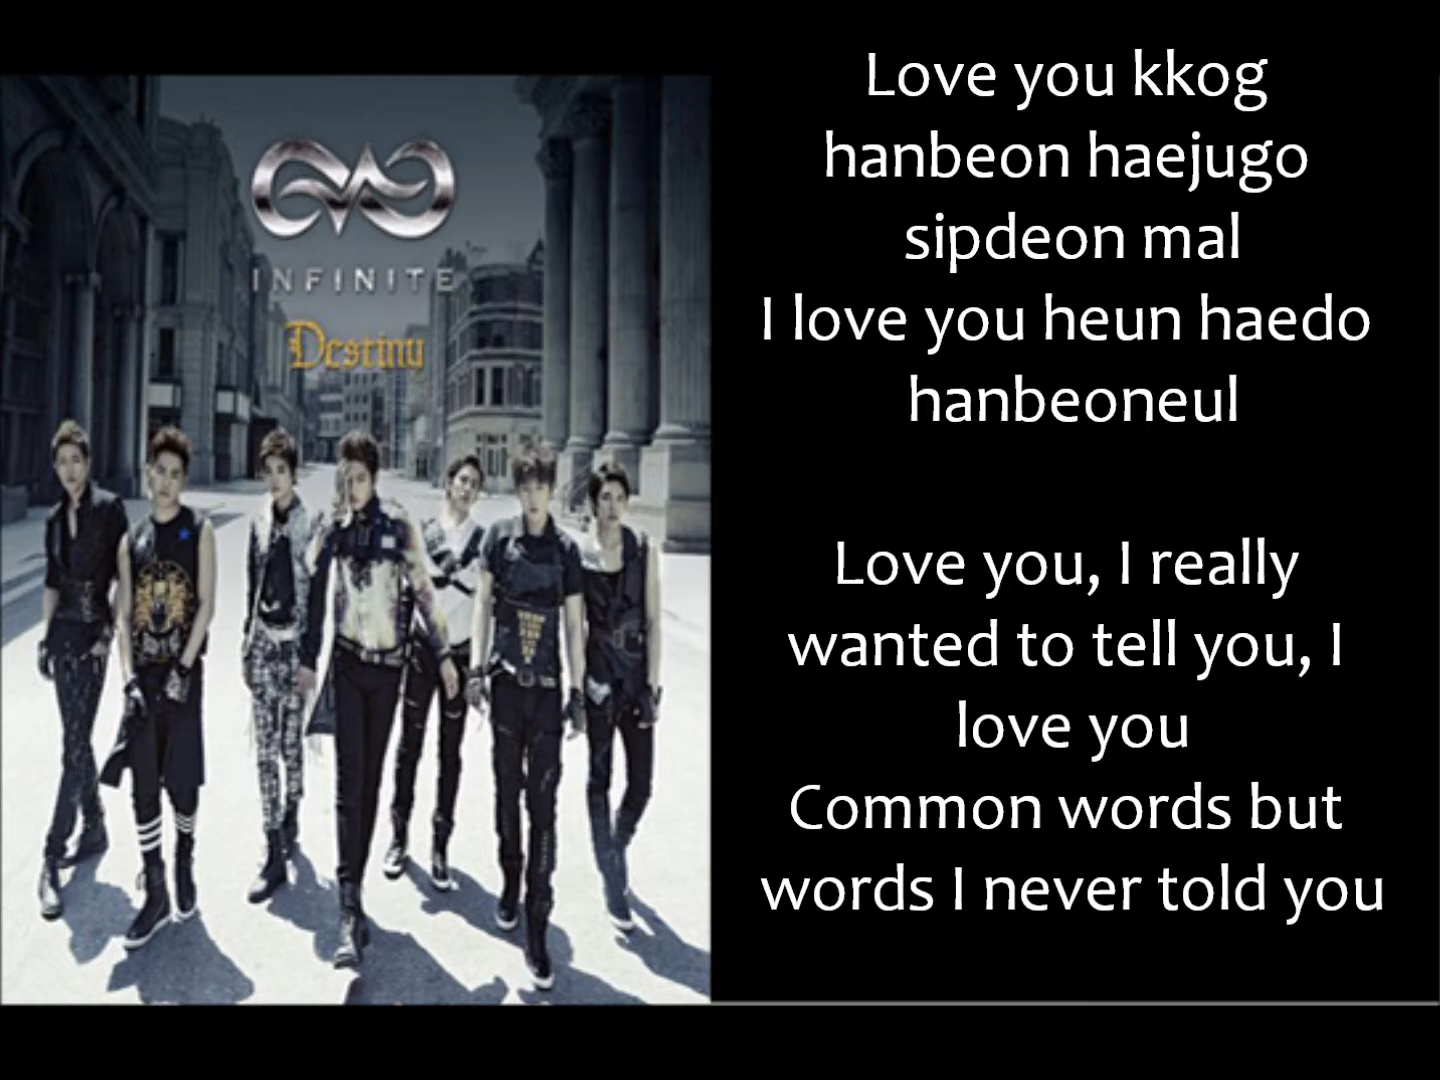 INFINITE
Destiny
Love you kkog
hanbeon haejugo
sipdeon mal
I love you heun haedo
hanbeoneul
Love you, I really
wanted to tell you, I
love you
Common words but
words I never told you